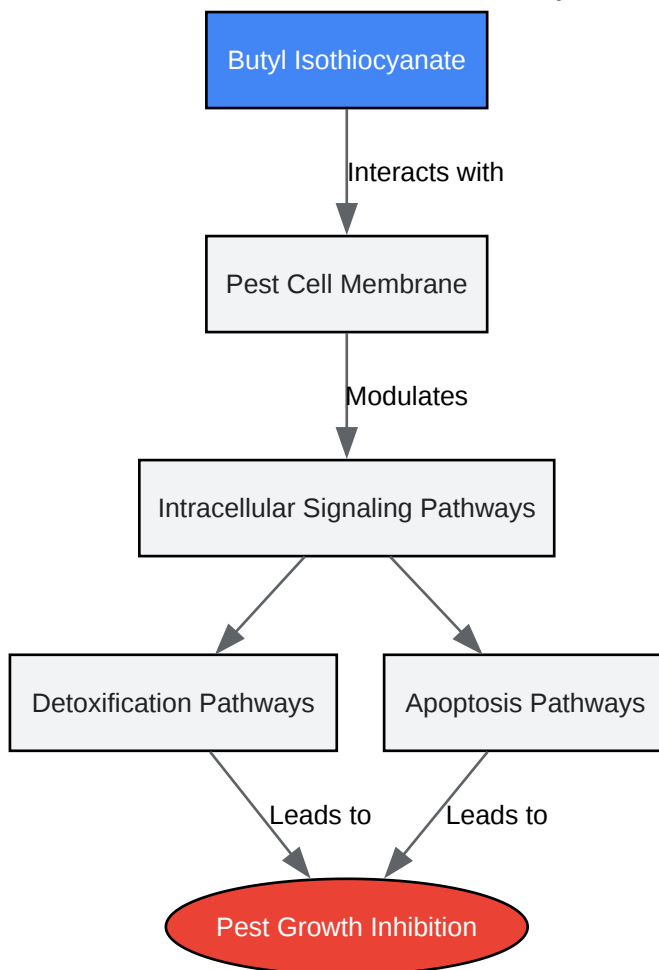 Butyl Isothiocyanate
Interacts with
Pest Cell Membrane
Modulates
Intracellular Signaling Pathways
Detoxification Pathways
Apoptosis Pathways
Leads to
Leads to
Pest Growth Inhibition